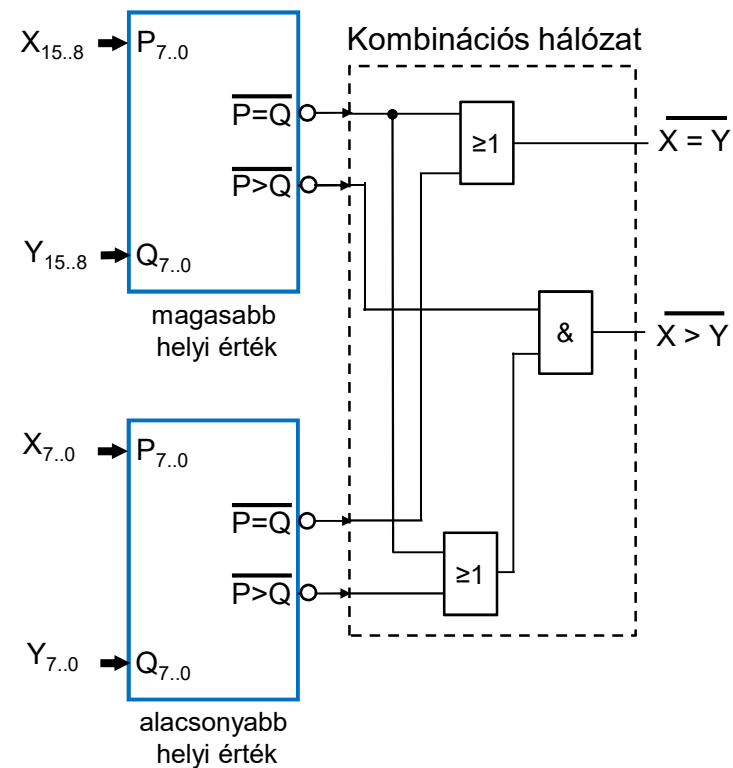 Kombinációs hálózat
X₁₅..₈
P₇..₀
P=Q
P>Q
Y₁₅..₈
Q₇..₀
magasabb
helyi érték
≥1
X = Y
&
X > Y
X₇..₀
P₇..₀
P=Q
P>Q
≥1
Y₇..₀
Q₇..₀
alacsonyabb
helyi érték